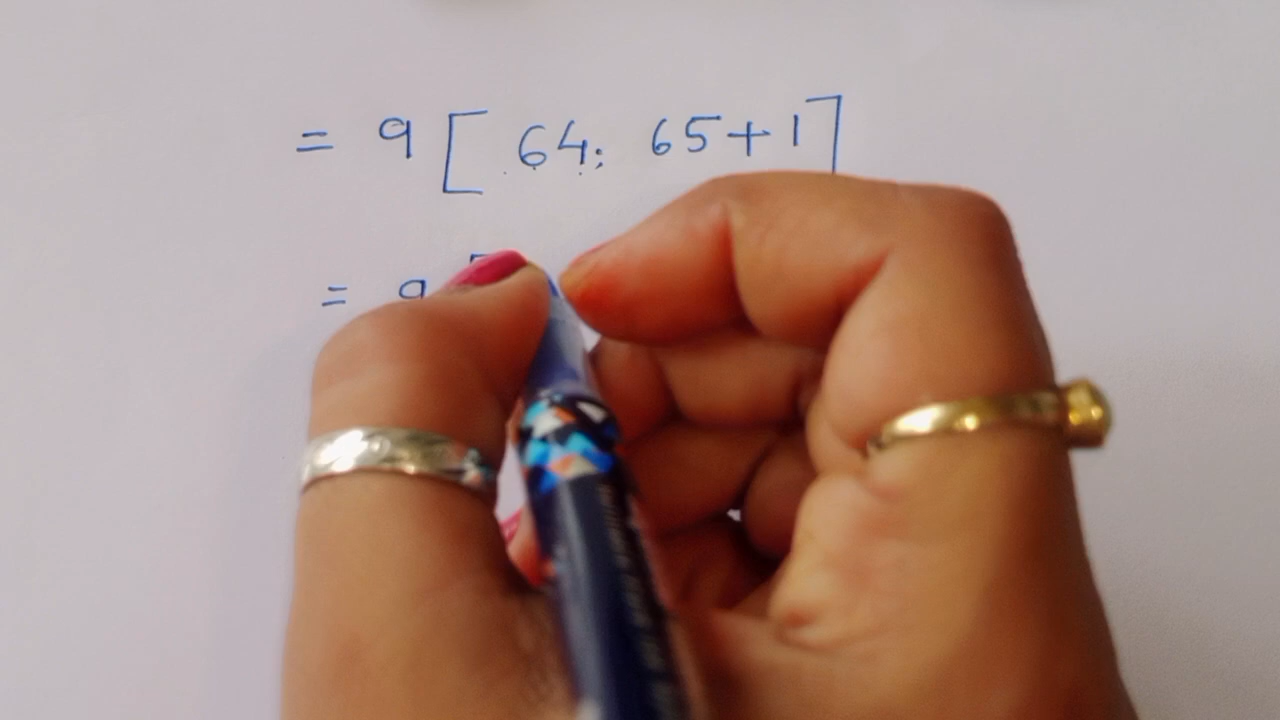 = 9 [ 64: 65+1]
= 9